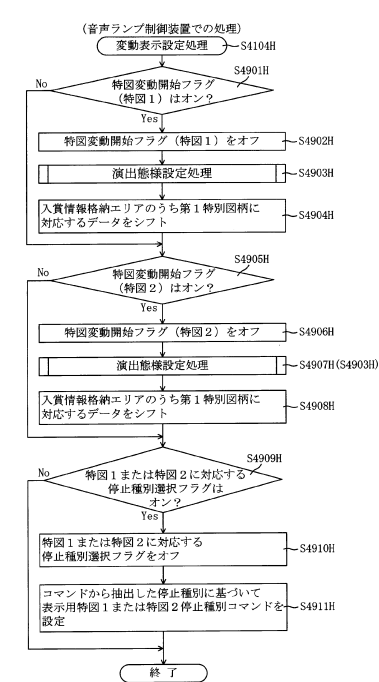 (音声ランプ制御装置での処理)
変動表示設定処理
S4104H
S4901H
No
特図変動開始フラグ
(特図1)はオン?
Yes
特図変動開始フラグ(特図1)をオフ
S4902H
演出態様設定処理
S4903H
入賞情報格納エリアのうち第1特別図柄に
対応するデータをシフト
S4904H
S4905H
No
特図変動開始フラグ
(特図2)はオン?
Yes
特図変動開始フラグ(特図2)をオフ
S4906H
演出態様設定処理
S4907H(S4903H)
入賞情報格納エリアのうち第1特別図柄に
対応するデータをシフト
S4908H
S4909H
No
特図1または特図2に対応する
停止種別選択フラグは
オン?
Yes
特図1または特図2に対応する
停止種別選択フラグをオフ
S4910H
コマンドから抽出した停止種別に基づいて
表示用特図1または特図2停止種別コマンドを
設定
S4911H
終了